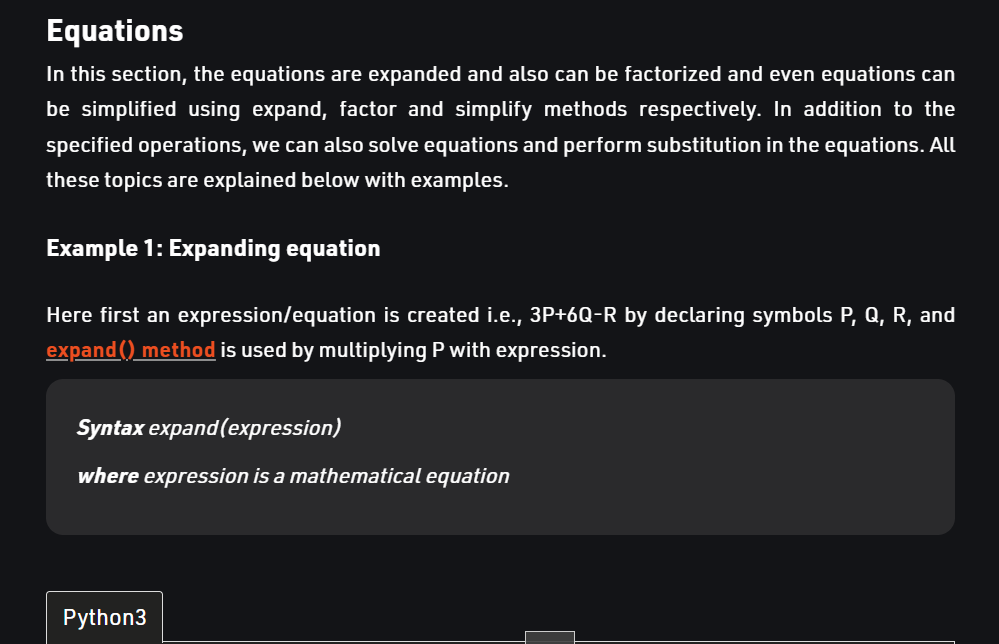 Equations
In this section, the equations are expanded and also can be factorized and even equations can
be simplified using expand, factor and simplify methods respectively. In addition to the
specified operations, we can also solve equations and perform substitution in the equations. All
these topics are explained below with examples.
Example 1: Expanding equation
Here first an expression/equation is created i.e., 3P+6Q-R by declaring symbols P, Q, R, and
expand() method is used by multiplying P with expression.
Syntax expand(expression)
where expression is a mathematical equation
Python3